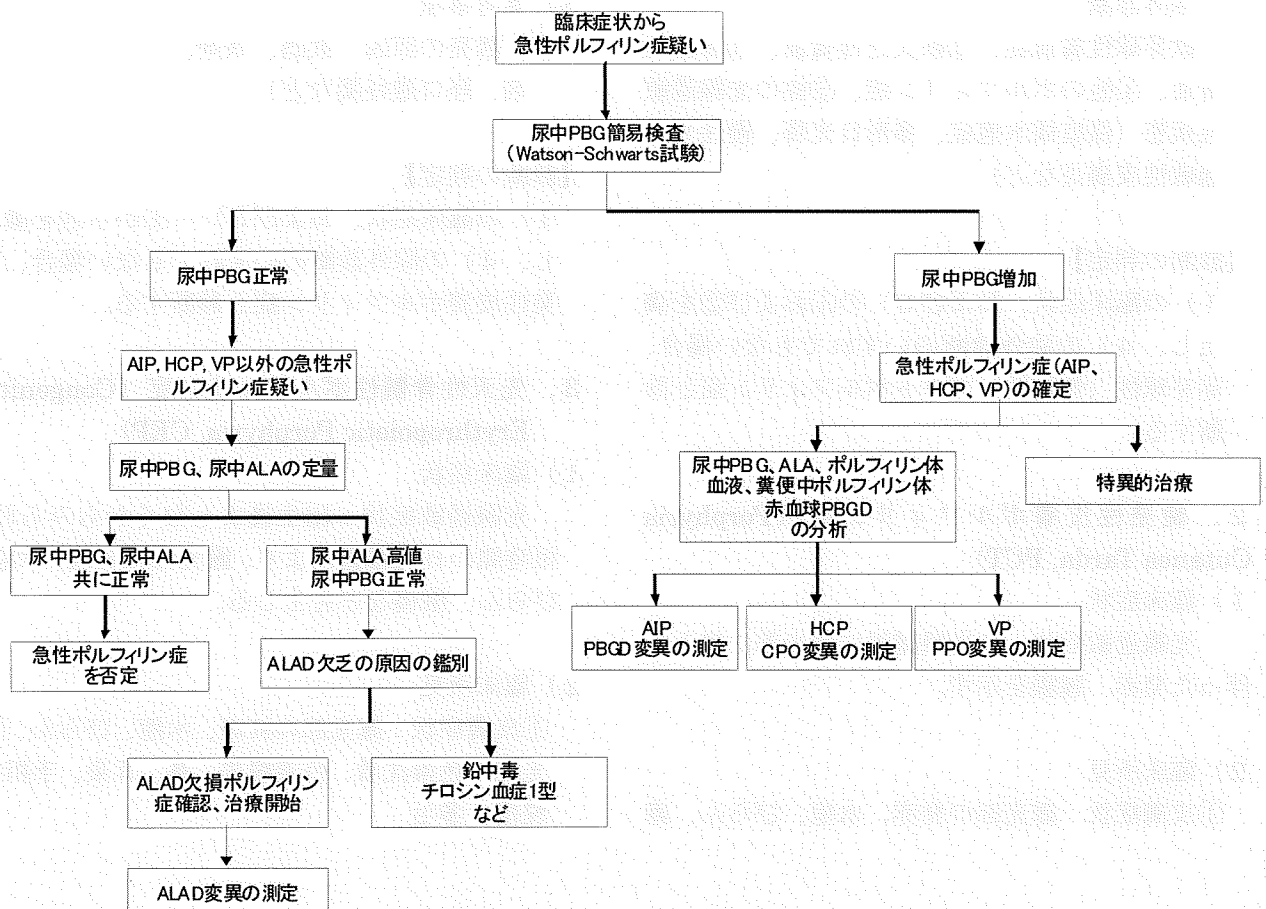 臨床症状から
急性ポルフィリン症疑い
尿中PBG簡易検査
(Watson-Schwarts試験)
尿中PBG正常
尿中PBG増加
AIP, HCP, VP以外の急性ポ
ルフィリン症疑い
急性ポルフィリン症(AIP、
HCP、VP)の確定
尿中PBG、尿中ALAの定量
尿中PBG、ALA、ポルフィリン体
血液、糞便中ポルフィリン体
赤血球PBGD
の分析
特異的治療
尿中PBG、尿中ALA
共に正常
尿中ALA高値
尿中PBG正常
AIP
PBGD変異の測定
HCP
CPO変異の測定
VP
PPO変異の測定
急性ポルフィリン症
を否定
ALAD欠乏の原因の鑑別
ALAD欠損ポルフィリン
症確認、治療開始
鉛中毒
チロシン血症1型
など
ALAD変異の測定